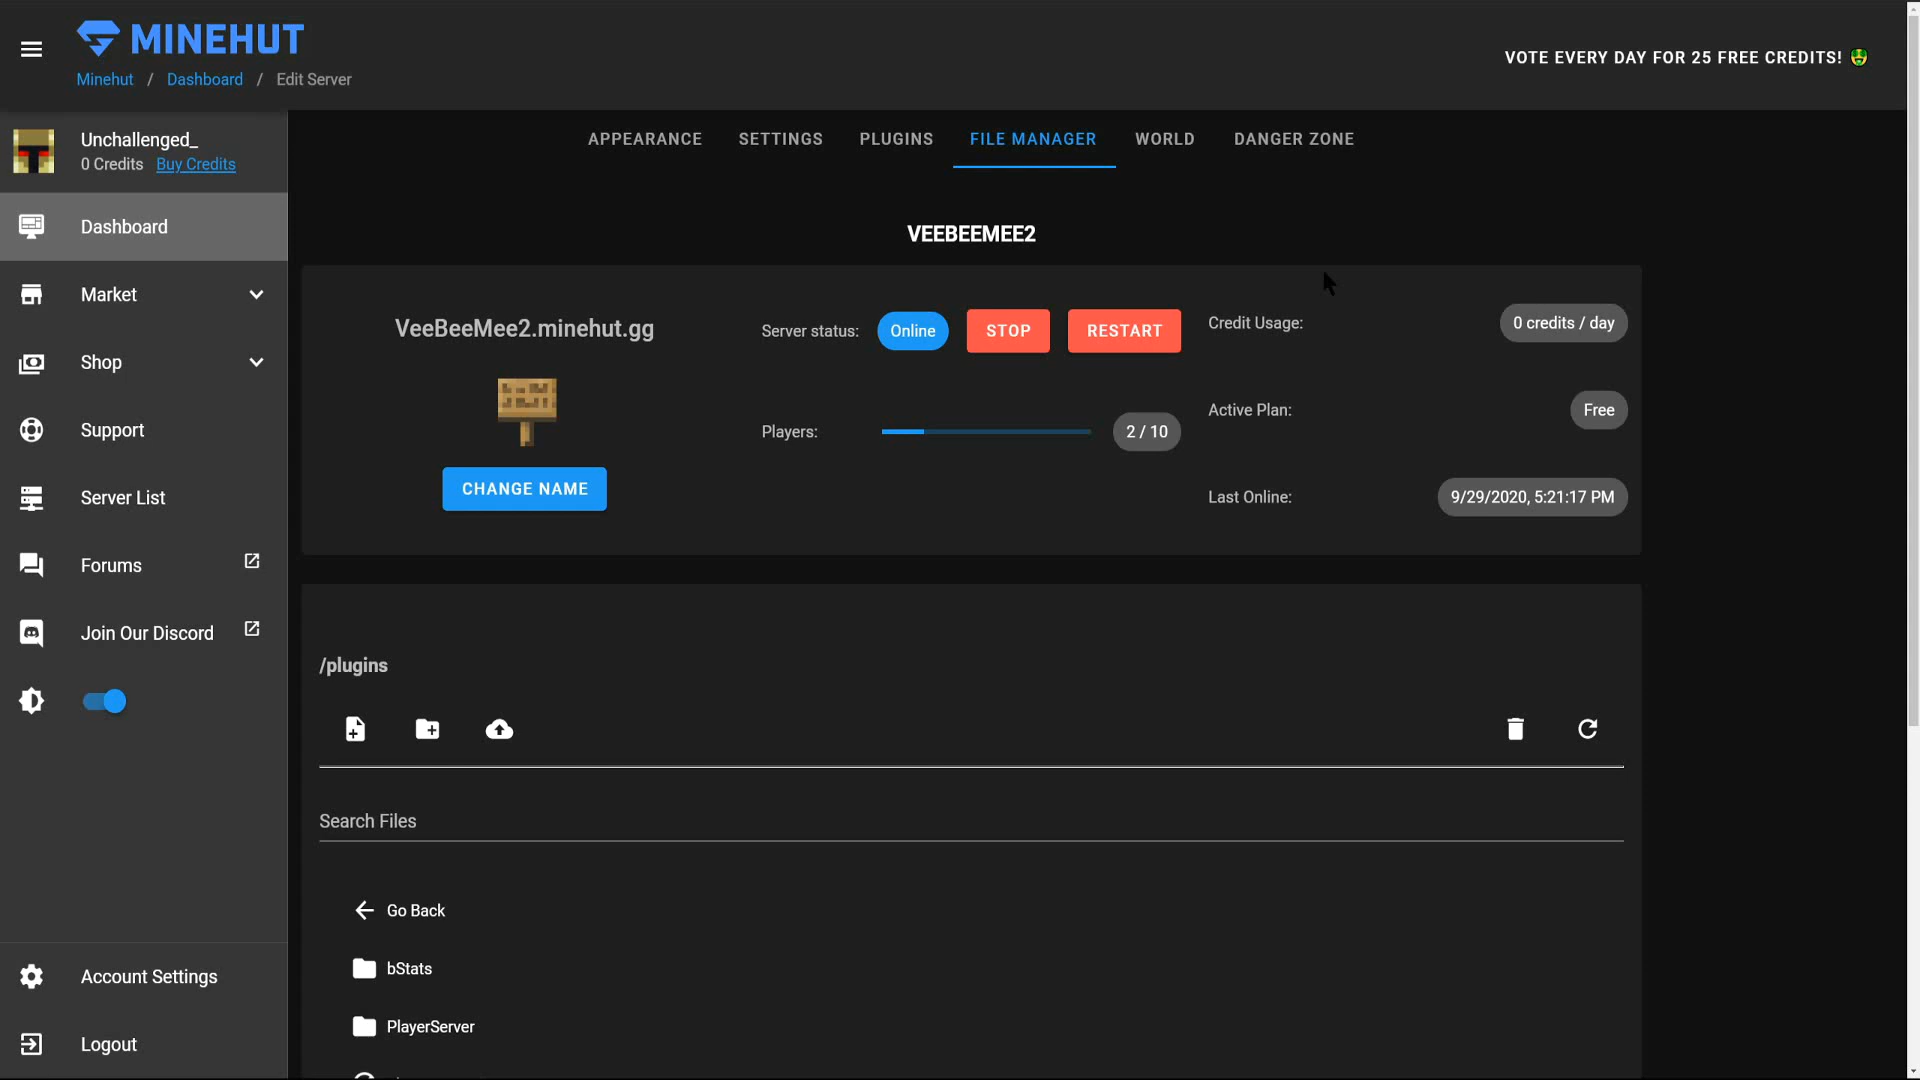 MINEHUT
Minehut / Dashboard / Edit Server
VOTE EVERY DAY FOR 25 FREE CREDITS! 🤑
Unchallenged_
0 Credits Buy Credits
Dashboard
Market
Shop
Support
Server List
Forums
Join Our Discord
Account Settings
Logout
APPEARANCE SETTINGS PLUGINS FILE MANAGER WORLD DANGER ZONE
VEEBEEMEE2
VeeBeeMee2.minehut.gg
CHANGE NAME
Server status: Online STOP RESTART
Players: 2 / 10
Credit Usage: 0 credits / day
Active Plan: Free
Last Online: 9/29/2020, 5:21:17 PM
/plugins
Search Files
Go Back
bStats
PlayerServer